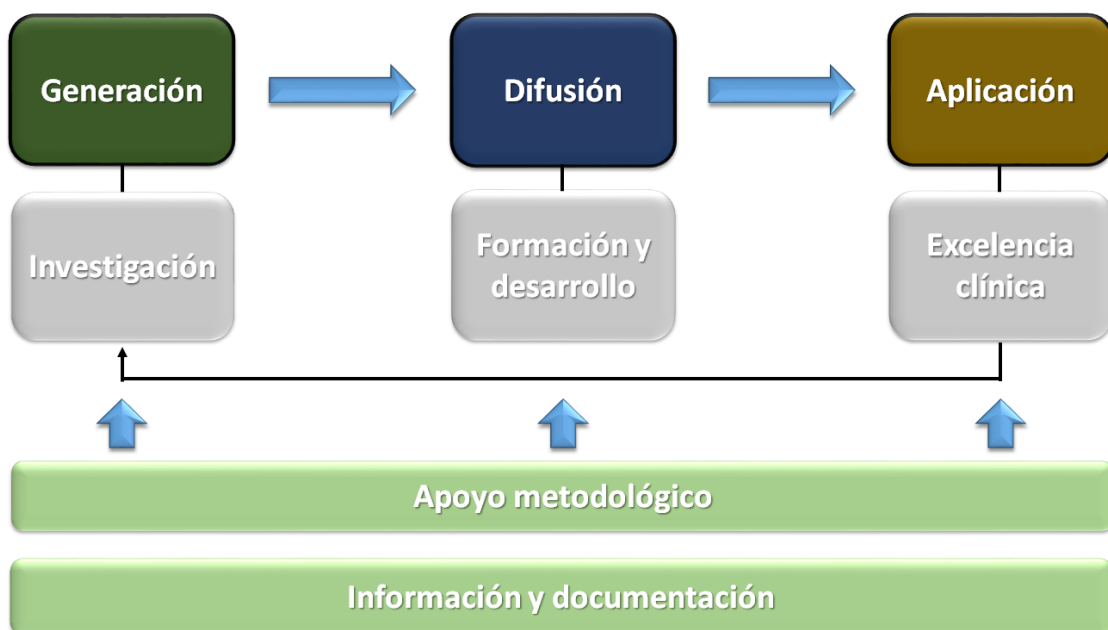 Generación
Difusión
Aplicación
Investigación
Formación y
desarrollo
Excelencia
clínica
Apoyo metodológico
Información y documentación